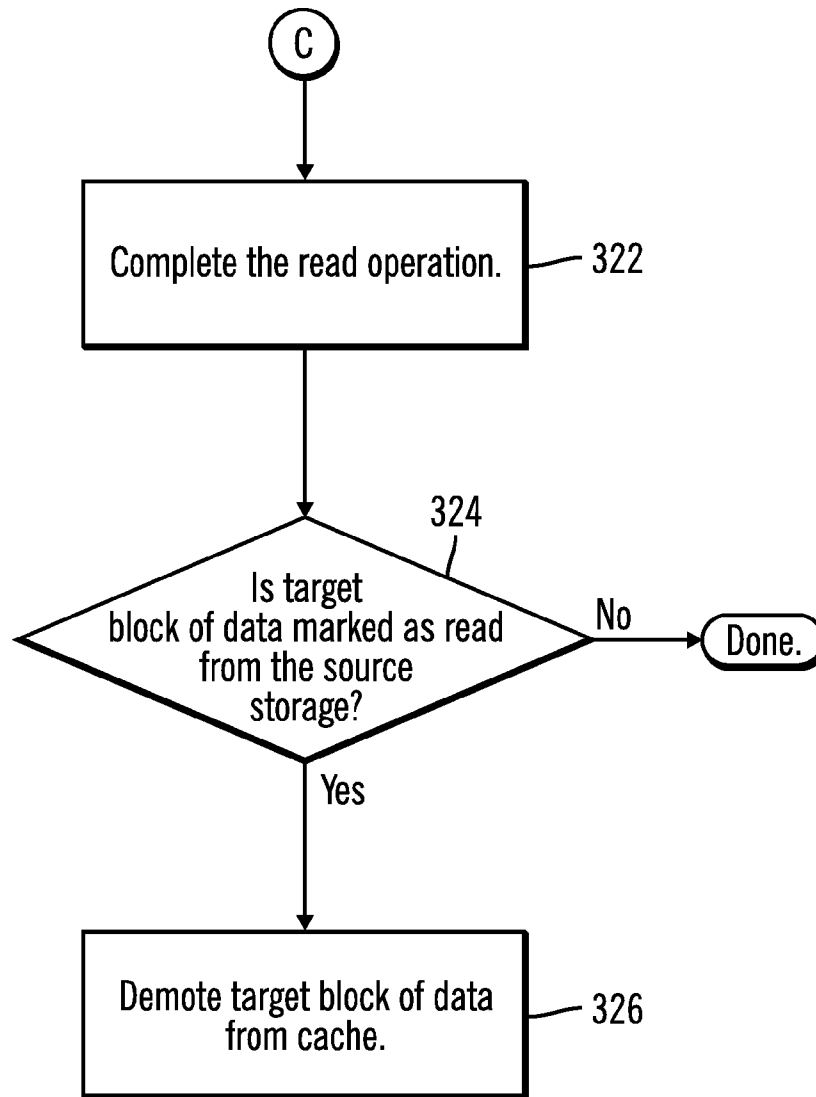 C
Complete the read operation.
322
324
Is target
block of data marked as read
from the source
storage?
No
Done.
Yes
Demote target block of data
from cache.
326